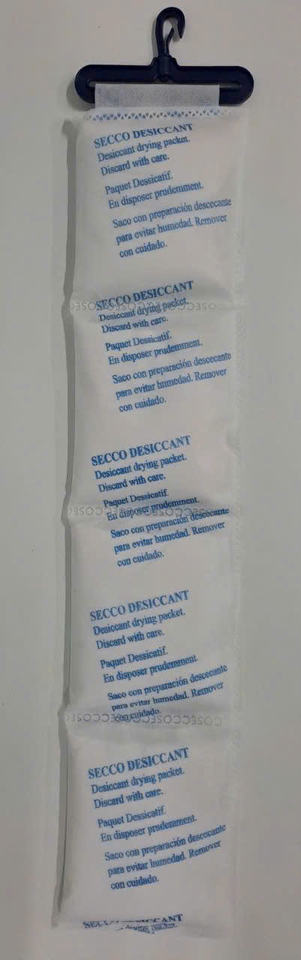 SECCO DESICCANT
Desiccant drying packet.
Discard with care.
Paquet Dessicatif.
En disposer prudemment.
Saco con preparación descecante
para evitar humedad. Remover
con cuidado.
SECCO DESICCANT
Desiccant drying packet.
Discard with care.
Paquet Dessicatif.
En disposer prudemment.
Saco con preparación descecante
para evitar humedad. Remover
con cuidado.
SECCO DESICCANT
Desiccant drying packet.
Discard with care.
Paquet Dessicatif.
En disposer prudemment.
Saco con preparación descecante
para evitar humedad. Remover
con cuidado.
SECCO DESICCANT
Desiccant drying packet.
Discard with care.
Paquet Dessicatif.
En disposer prudemment.
Saco con preparación descecante
para evitar humedad. Remover
con cuidado.
SECCO DESICCANT
Desiccant drying packet.
Discard with care.
Paquet Dessicatif.
En disposer prudemment.
Saco con preparación descecante
para evitar humedad. Remover
con cuidado.
SECCO DESICCANT